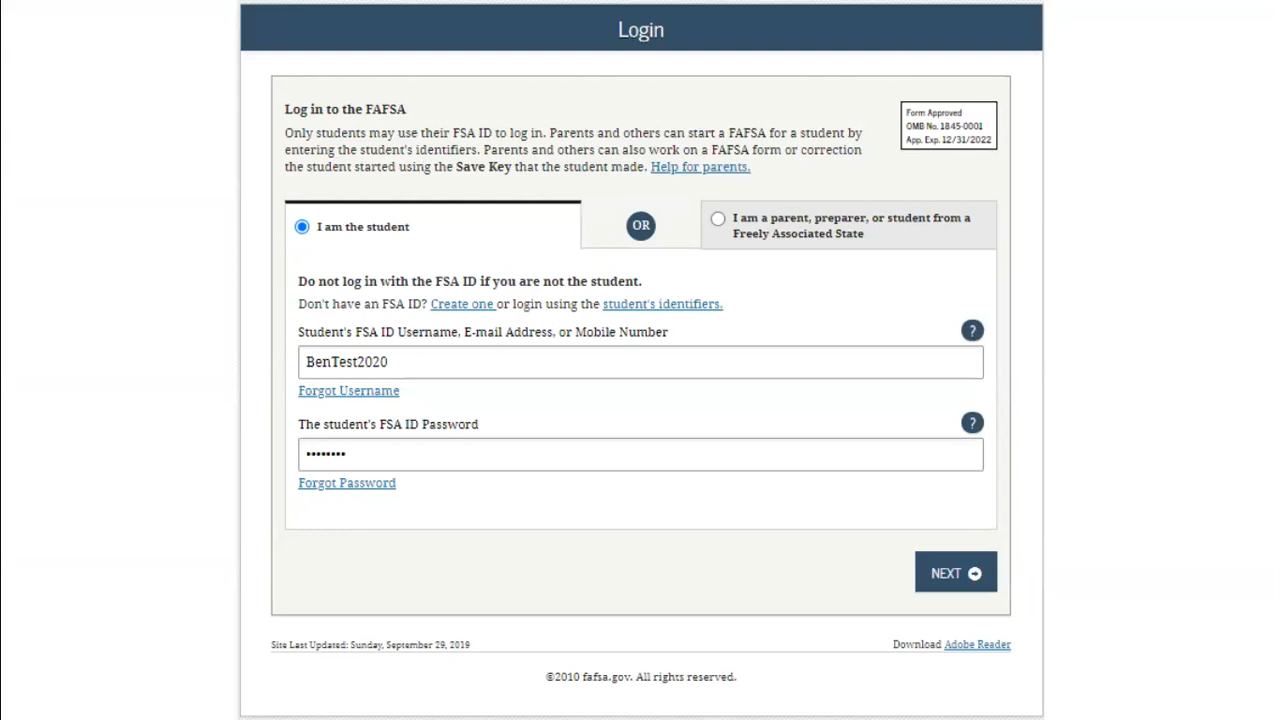 Login
Log in to the FAFSA
Only students may use their FSA ID to log in. Parents and others can start a FAFSA for a student by
entering the student's identifiers. Parents and others can also work on a FAFSA form or correction
the student started using the Save Key that the student made. Help for parents.
Form Approved
OMB No. 1845-0001
App. Exp. 12/31/2022
I am the student
OR
I am a parent, preparer, or student from a
Freely Associated State
Do not log in with the FSA ID if you are not the student.
Don't have an FSA ID? Create one or login using the student's identifiers.
Student's FSA ID Username, E-mail Address, or Mobile Number
?
BenTest2020
Forgot Username
The student's FSA ID Password
?
••••••••
Forgot Password
NEXT
Site Last Updated: Sunday, September 29, 2019
Download Adobe Reader
©2010 fafsa.gov. All rights reserved.